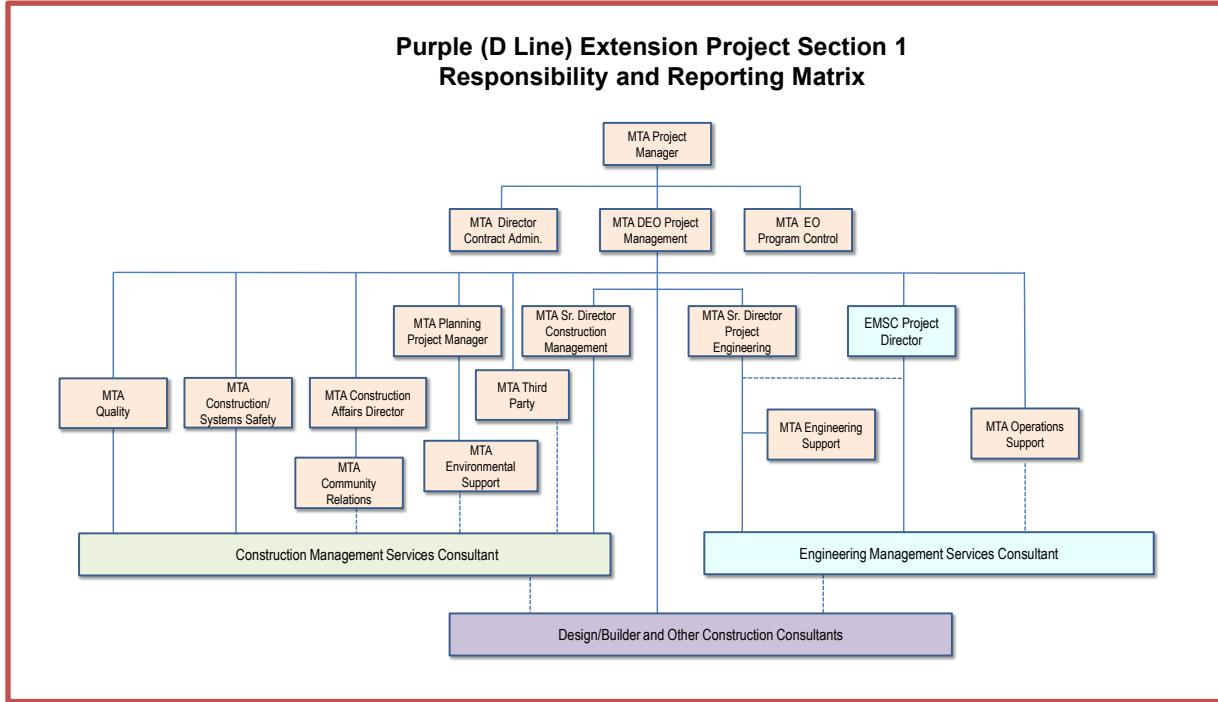 Purple (D Line) Extension Project Section 1
Responsibility and Reporting Matrix
MTA Project
Manager
MTA Director
Contract Admin.
MTA DEO Project
Management
MTA EO
Program Control
MTA Planning
Project Manager
MTA Sr. Director
Construction
Management
MTA Sr. Director
Project
Engineering
EMSC Project
Director
MTA
Quality
MTA
Construction/
Systems Safety
MTA Construction
Affairs Director
MTA Third
Party
MTA Engineering
Support
MTA Operations
Support
MTA
Community
Relations
MTA
Environmental
Support
Construction Management Services Consultant
Engineering Management Services Consultant
Design/Builder and Other Construction Consultants